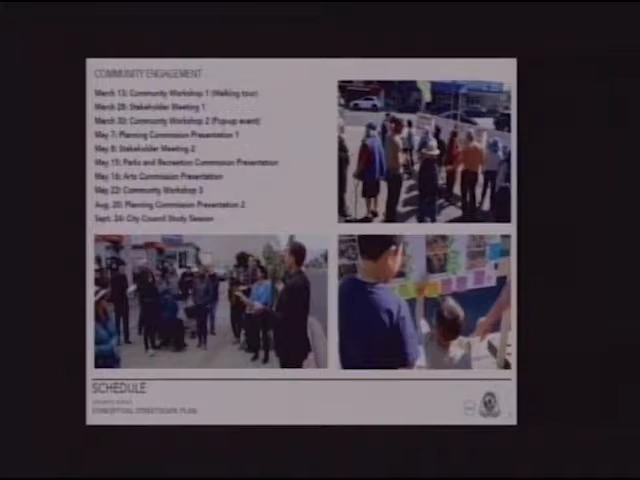 COMMUNITY ENGAGEMENT
March 13: Community Workshop 1 (Walking tour)
March 28: Stakeholder Meeting 1
March 30: Community Workshop 2 (Pop-up event)
May 7: Planning Commission Presentation 1
May 8: Stakeholder Meeting 2
May 15: Parks and Recreation Commission Presentation
May 16: Arts Commission Presentation
May 22: Community Workshop 3
Aug. 20: Planning Commission Presentation 2
Sept. 24: City Council Study Session
SCHEDULE
CONCEPTUAL STREETSCAPE PLAN